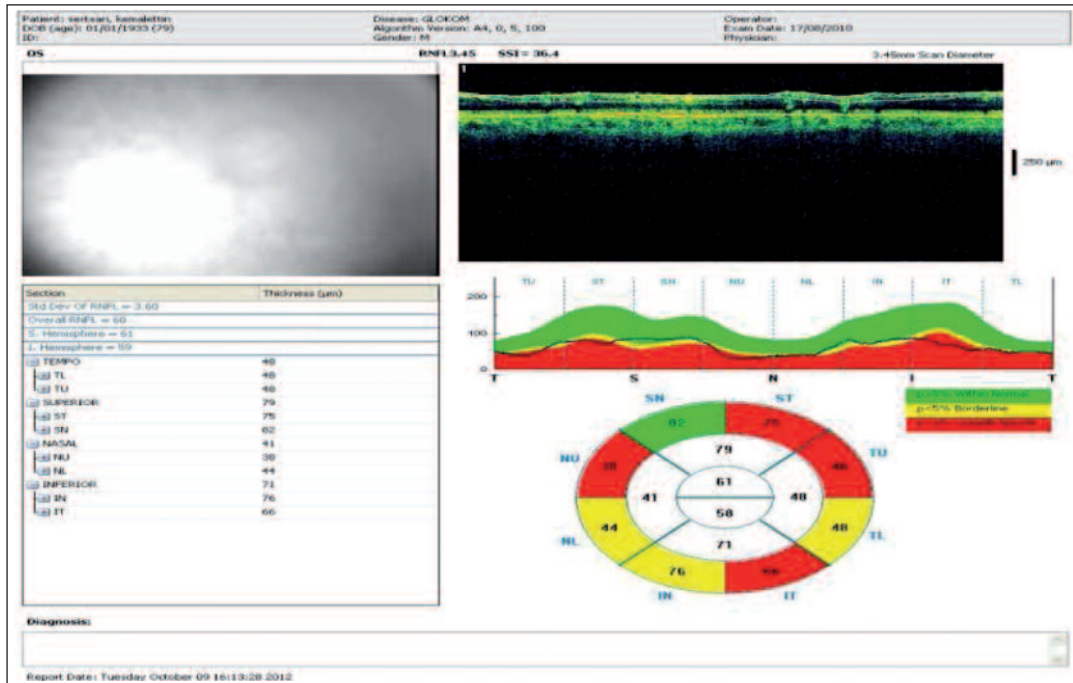 Patient: sertsan, kemalettin Disease: GLOKOM Operator:
DOB (age): 01/01/1933 (79) Algorithm Version: A4, 0, 5, 100 Exam Date: 17/08/2010
ID: Gender: M Physician:
OS RNFL3.45 SSI= 36.4 3.45mm Scan Diameter
1
250 µm
Section Thickness (µm)
Std Dev Of RNFL = 3.60
Overall RNFL = 60
S. Hemisphere = 61
I. Hemisphere = 59
TEMPO 48
TL 48
TU 48
SUPERIOR 79
ST 75
SN 82
NASAL 41
NU 38
NL 44
INFERIOR 71
IN 76
IT 66
TU ST SN NU NL IN IT TL
200
100
0
T S N I T
p>5% Within Normal
p<5% Borderline
SN ST
82 75
NU 38 79 46 TU
61
41 48
58
NL 44 71 48 TL
76 66
IN IT
Diagnosis:
Report Date: Tuesday October 09 16:13:28 2012